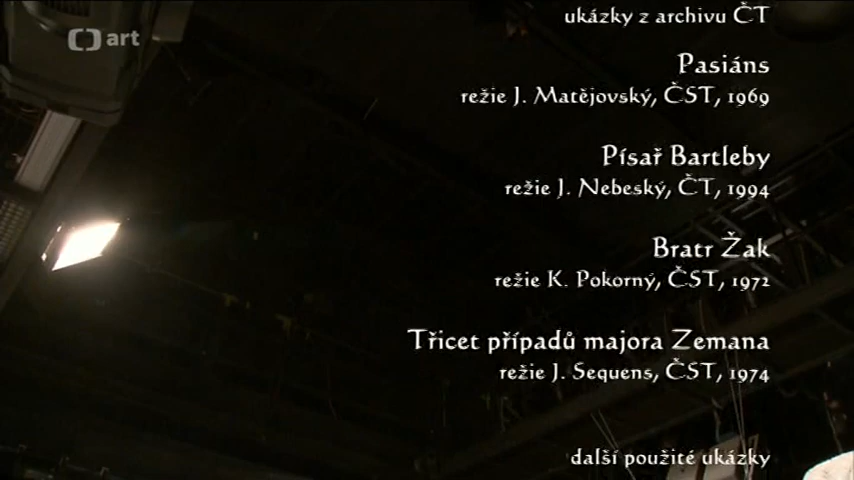 art
ukázky z archivu ČT
Pasiáns
režie J. Matějovský, ČST, 1969
Písař Bartleby
režie J. Nebeský, ČT, 1994
Bratr Žak
režie K. Pokorný, ČST, 1972
Třicet případů majora Zemana
režie J. Sequens, ČST, 1974
další použité ukázky